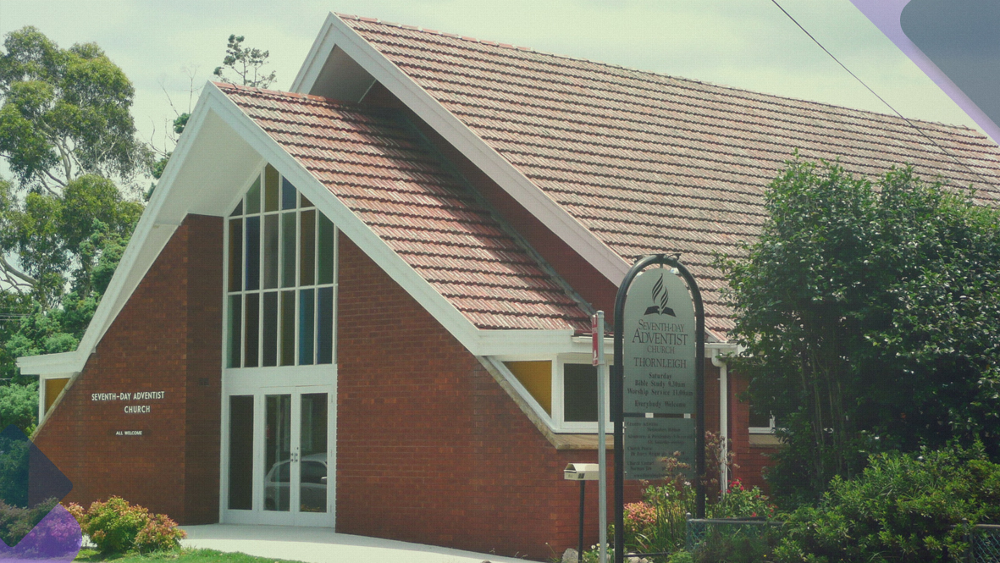 SEVENTH-DAY ADVENTIST
CHURCH
ALL WELCOME
SEVENTH-DAY
ADVENTIST
CHURCH
THORNLEIGH
Saturday
Bible Study 9.30am
Worship Service 11.00am
Everybody Welcome